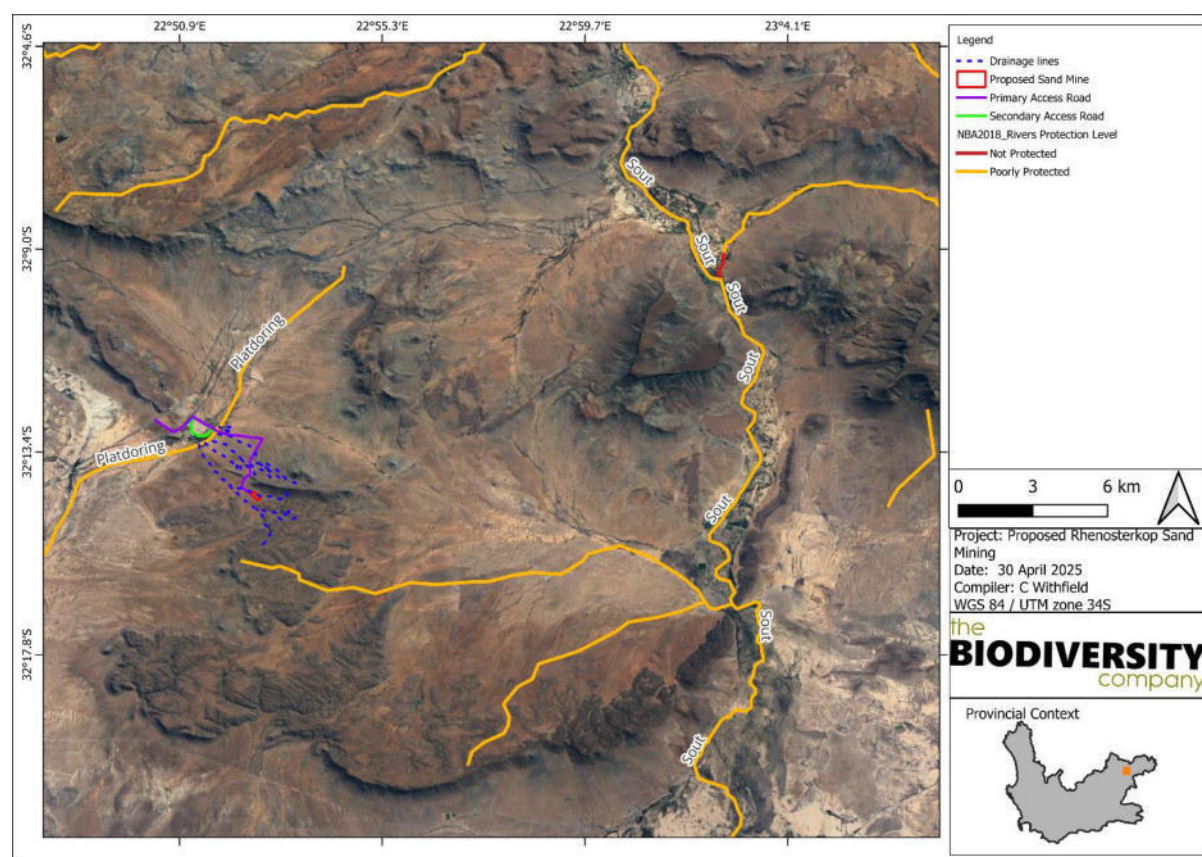 22°50.9'E
22°55.3'E
22°59.7'E
23°4.1'E
32°4.6'S
32°9.0'S
32°13.4'S
32°17.8'S
Sout
Sout
Sout
Sout
Sout
Sout
Sout
Platdoring
Platdoring
Legend
Drainage lines
Proposed Sand Mine
Primary Access Road
Secondary Access Road
NBA2018_Rivers Protection Level
Not Protected
Poorly Protected
0 3 6 km
Project: Proposed Rhenosterkop Sand
Mining
Date: 30 April 2025
Compiler: C Withfield
WGS 84 / UTM zone 34S
the
BIODIVERSITY
company
Provincial Context